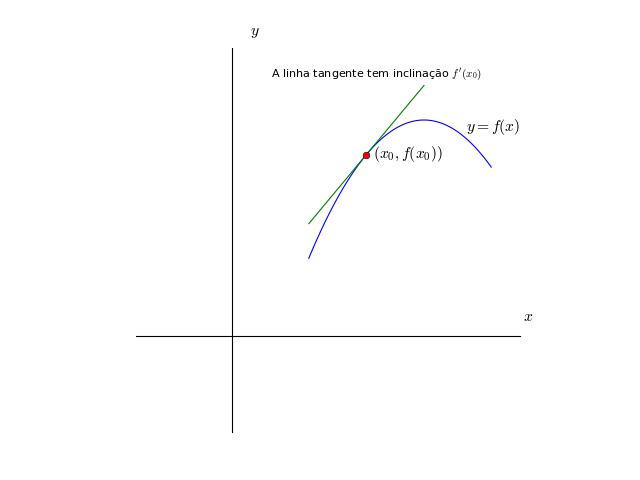 y
A linha tangente tem inclinação f′(x₀)
y = f(x)
(x₀, f(x₀))
x